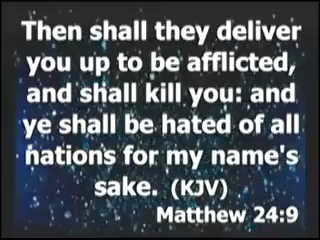 Then shall they deliver
you up to be afflicted,
and shall kill you: and
ye shall be hated of all
nations for my name's
sake. (KJV)
Matthew 24:9